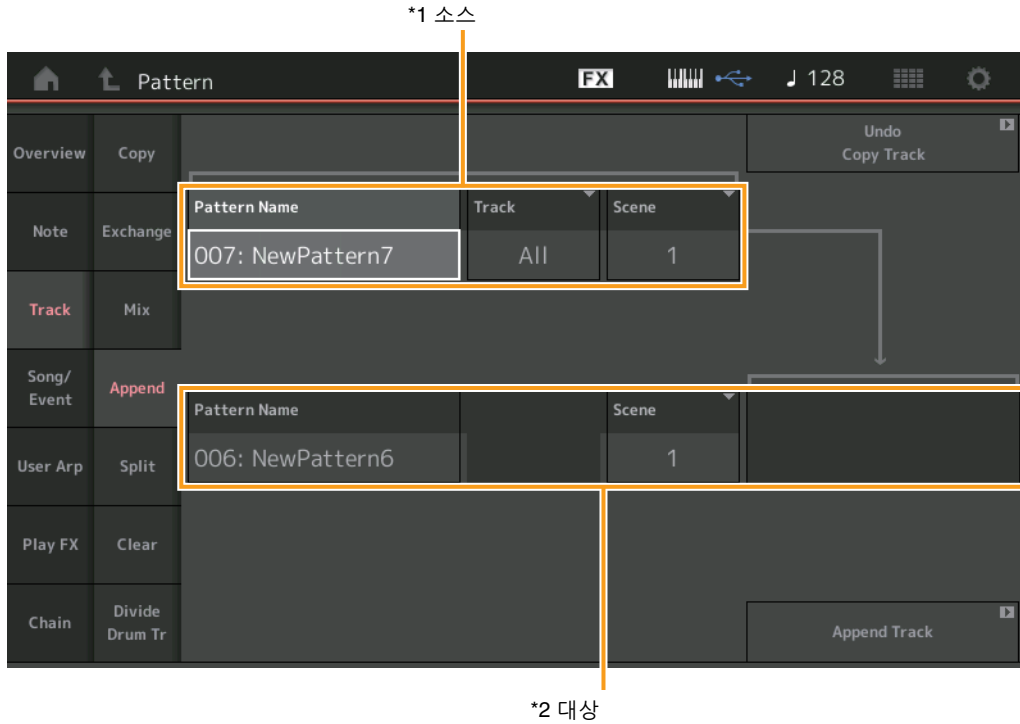 *1 소스
Pattern
FX
♩ 128
Overview
Copy
Undo
Copy Track
Note
Exchange
Pattern Name
Track
Scene
007: NewPattern7
All
1
Track
Mix
Song/
Event
Append
Pattern Name
Scene
006: NewPattern6
1
User Arp
Split
Play FX
Clear
Chain
Divide
Drum Tr
Append Track
*2 대상